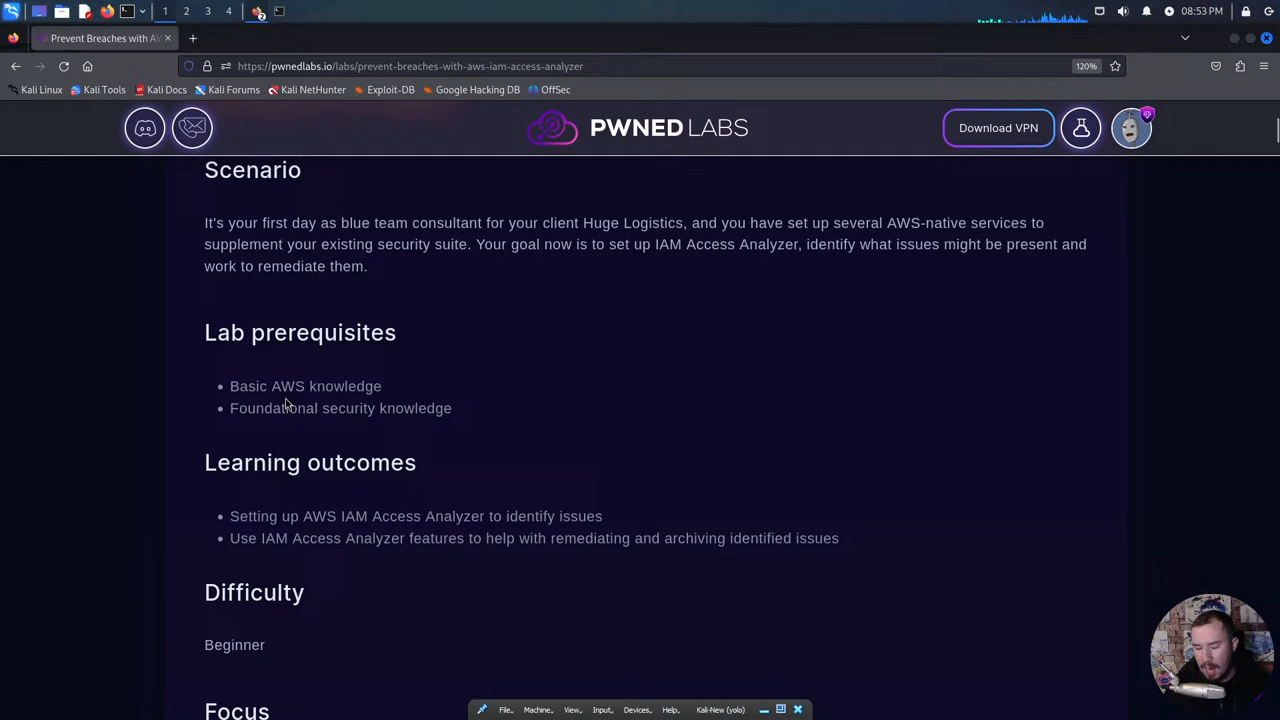 1 2 3 4 2 08:53 PM
Prevent Breaches with AW
https://pwnedlabs.io/labs/prevent-breaches-with-aws-iam-access-analyzer 120%
Kali Linux Kali Tools Kali Docs Kali Forums Kali NetHunter Exploit-DB Google Hacking DB OffSec
PWNED LABS
Download VPN
Scenario
It's your first day as blue team consultant for your client Huge Logistics, and you have set up several AWS-native services to
supplement your existing security suite. Your goal now is to set up IAM Access Analyzer, identify what issues might be present and
work to remediate them.
Lab prerequisites
Basic AWS knowledge
Foundational security knowledge
Learning outcomes
Setting up AWS IAM Access Analyzer to identify issues
Use IAM Access Analyzer features to help with remediating and archiving identified issues
Difficulty
Beginner
Focus
File.. Machine.. View.. Input.. Devices.. Help.. Kali-New (yolo)